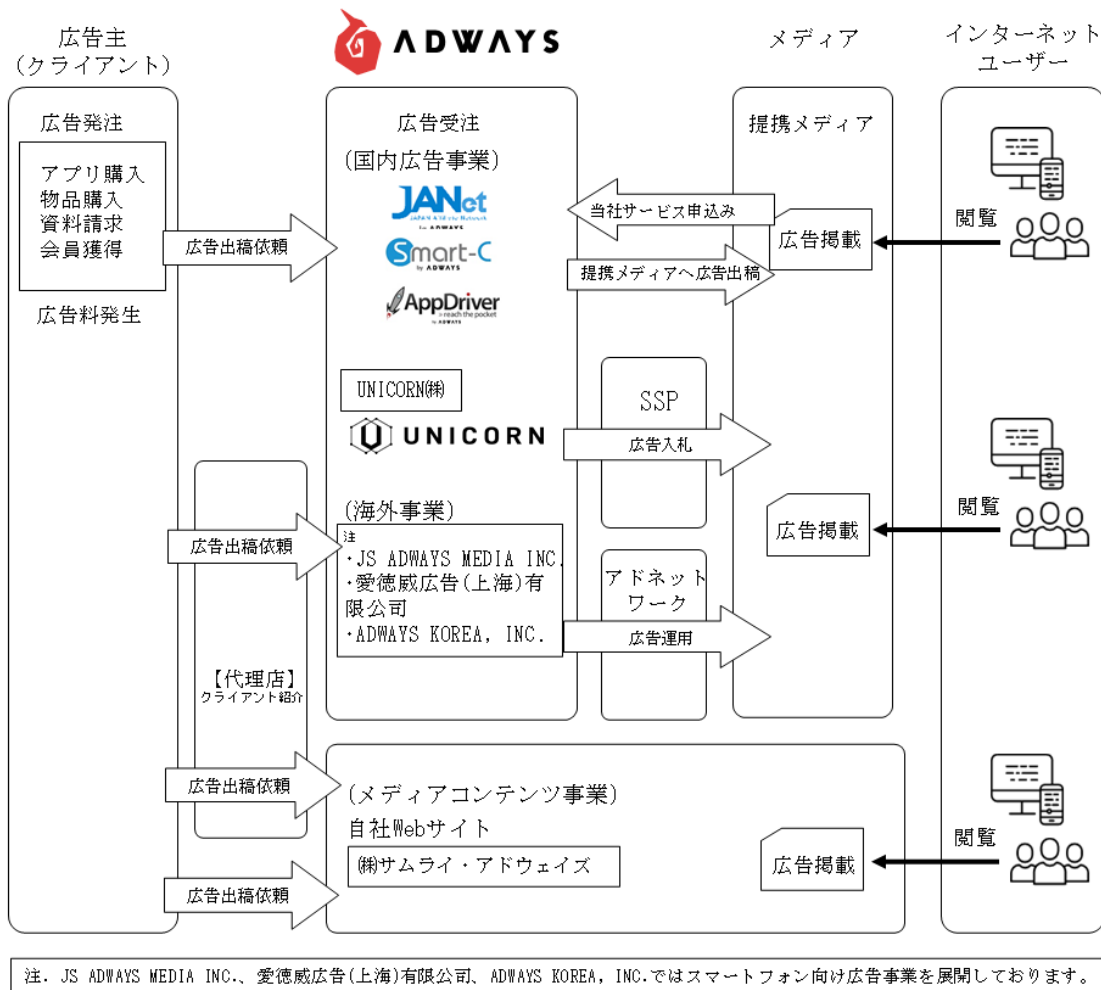 広告主
(クライアント)
ADWAYS
メディア
インターネット
ユーザー
広告発注
アプリ購入
物品購入
資料請求
会員獲得
広告料発生
広告出稿依頼
広告受注
(国内広告事業)
JANet
JAPAN Affiliate Network
by ADWAYS
Smart-C
by ADWAYS
AppDriver
reach the pocket
by ADWAYS
提携メディア
当社サービス申込み
広告掲載
提携メディアへ広告出稿
閲覧
UNICORN㈱
UNICORN
SSP
広告入札
(海外事業)
注
・JS ADWAYS MEDIA INC.
・愛徳威広告(上海)有
限公司
・ADWAYS KOREA, INC.
広告出稿依頼
アドネット
ワーク
広告運用
広告掲載
閲覧
【代理店】
クライアント紹介
広告出稿依頼
広告出稿依頼
(メディアコンテンツ事業)
自社Webサイト
㈱サムライ・アドウェイズ
広告掲載
閲覧
注. JS ADWAYS MEDIA INC.、愛徳威広告(上海)有限公司、ADWAYS KOREA, INC.ではスマートフォン向け広告事業を展開しております。